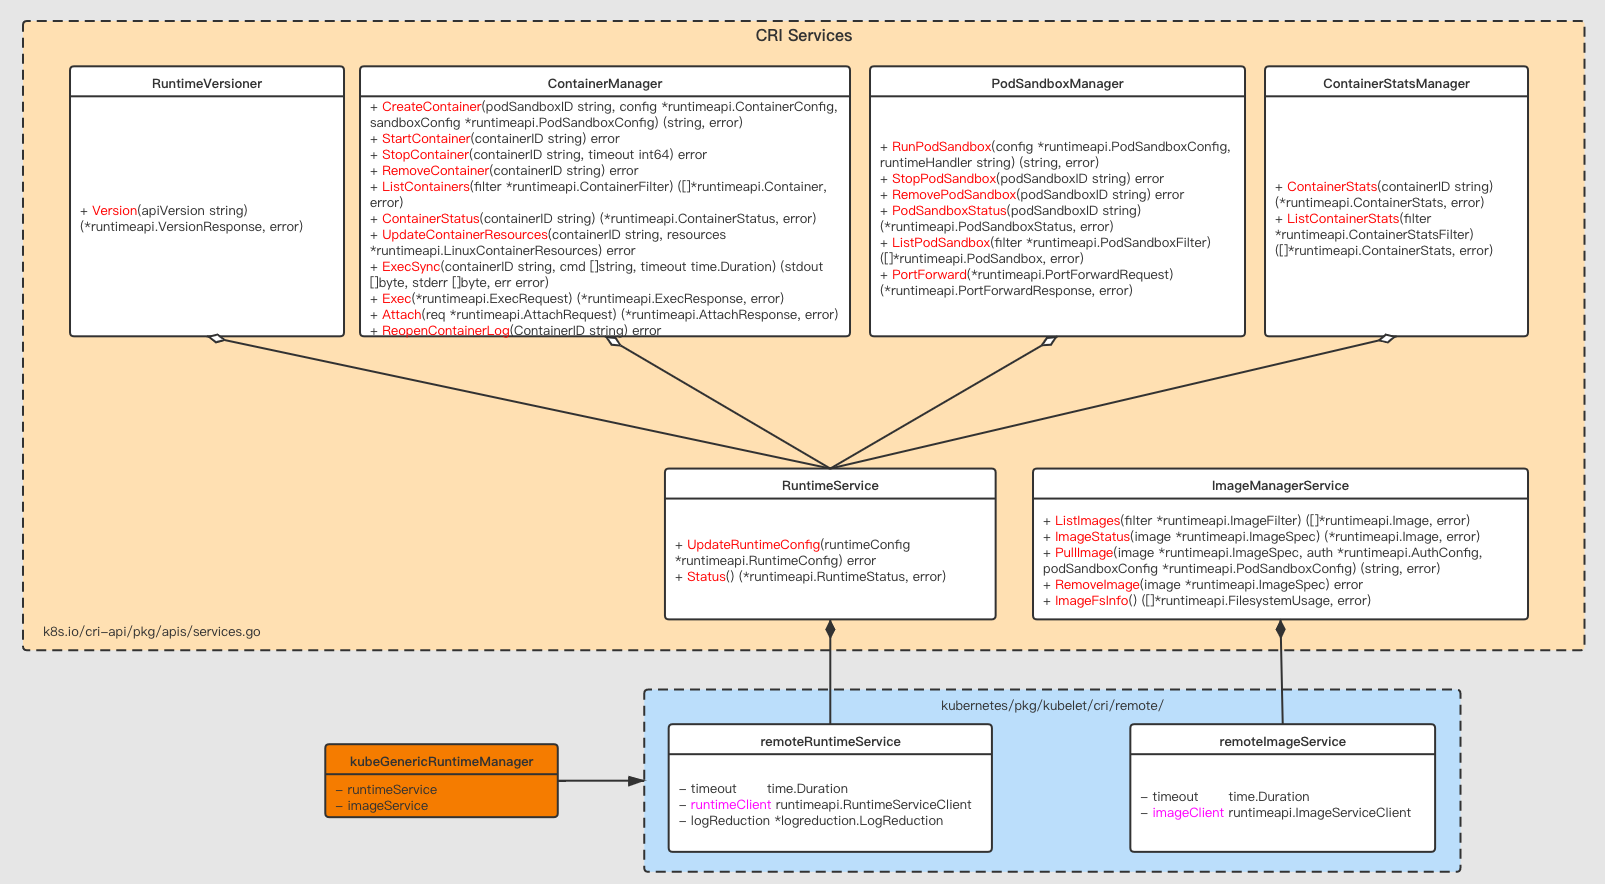 CRI Services
RuntimeVersioner
+ Version(apiVersion string)
(*runtimeapi.VersionResponse, error)
ContainerManager
+ CreateContainer(podSandboxID string, config *runtimeapi.ContainerConfig,
sandboxConfig *runtimeapi.PodSandboxConfig) (string, error)
+ StartContainer(containerID string) error
+ StopContainer(containerID string, timeout int64) error
+ RemoveContainer(containerID string) error
+ ListContainers(filter *runtimeapi.ContainerFilter) ([]*runtimeapi.Container,
error)
+ ContainerStatus(containerID string) (*runtimeapi.ContainerStatus, error)
+ UpdateContainerResources(containerID string, resources
*runtimeapi.LinuxContainerResources) error
+ ExecSync(containerID string, cmd []string, timeout time.Duration) (stdout
[]byte, stderr []byte, err error)
+ Exec(*runtimeapi.ExecRequest) (*runtimeapi.ExecResponse, error)
+ Attach(req *runtimeapi.AttachRequest) (*runtimeapi.AttachResponse, error)
+ ReopenContainerLog(ContainerID string) error
PodSandboxManager
+ RunPodSandbox(config *runtimeapi.PodSandboxConfig,
runtimeHandler string) (string, error)
+ StopPodSandbox(podSandboxID string) error
+ RemovePodSandbox(podSandboxID string) error
+ PodSandboxStatus(podSandboxID string)
(*runtimeapi.PodSandboxStatus, error)
+ ListPodSandbox(filter *runtimeapi.PodSandboxFilter)
([]*runtimeapi.PodSandbox, error)
+ PortForward(*runtimeapi.PortForwardRequest)
(*runtimeapi.PortForwardResponse, error)
ContainerStatsManager
+ ContainerStats(containerID string)
(*runtimeapi.ContainerStats, error)
+ ListContainerStats(filter
*runtimeapi.ContainerStatsFilter)
([]*runtimeapi.ContainerStats, error)
RuntimeService
+ UpdateRuntimeConfig(runtimeConfig
*runtimeapi.RuntimeConfig) error
+ Status() (*runtimeapi.RuntimeStatus, error)
ImageManagerService
+ ListImages(filter *runtimeapi.ImageFilter) ([]*runtimeapi.Image, error)
+ ImageStatus(image *runtimeapi.ImageSpec) (*runtimeapi.Image, error)
+ PullImage(image *runtimeapi.ImageSpec, auth *runtimeapi.AuthConfig,
podSandboxConfig *runtimeapi.PodSandboxConfig) (string, error)
+ RemoveImage(image *runtimeapi.ImageSpec) error
+ ImageFsInfo() ([]*runtimeapi.FilesystemUsage, error)
k8s.io/cri-api/pkg/apis/services.go
kubernetes/pkg/kubelet/cri/remote/
kubeGenericRuntimeManager
– runtimeService
– imageService
remoteRuntimeService
– timeout time.Duration
– runtimeClient runtimeapi.RuntimeServiceClient
– logReduction *logreduction.LogReduction
remoteImageService
– timeout time.Duration
– imageClient runtimeapi.ImageServiceClient